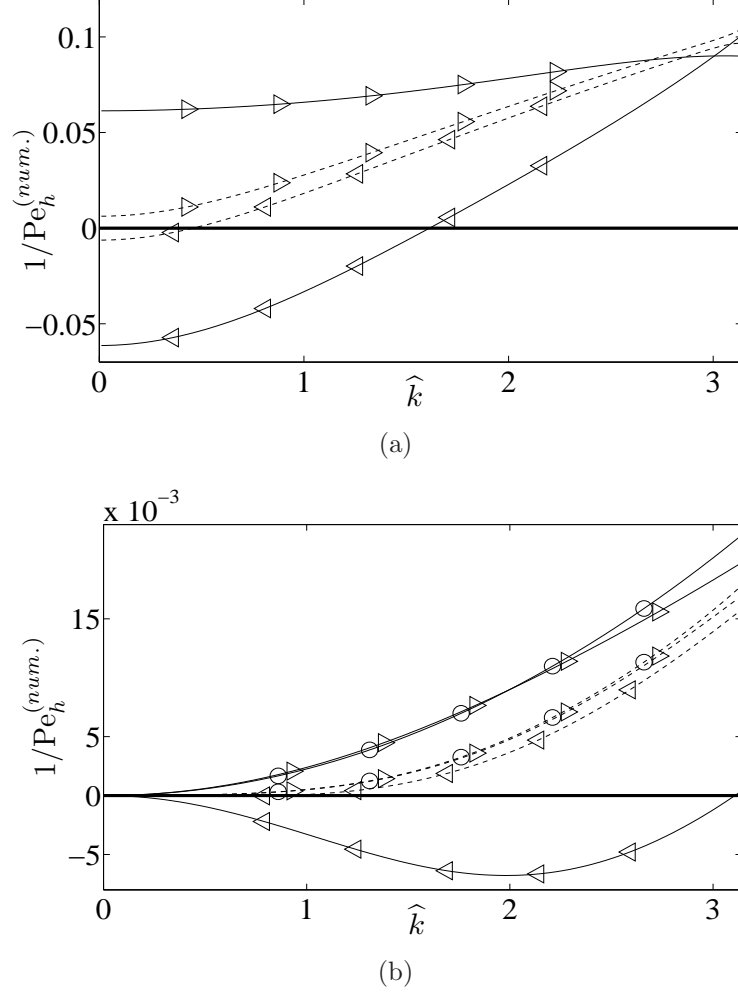 0.1
0.05
0
−0.05
1/Pe_h^(num.)
0 1 2 3
k̂
(a)
x 10^−3
15
5
0
−5
1/Pe_h^(num.)
0 1 2 3
k̂
(b)